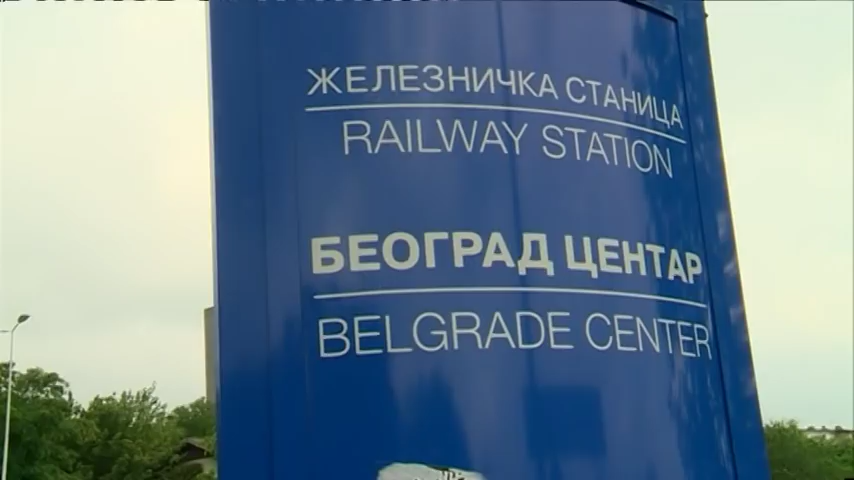 ЖЕЛЕЗНИЧКА СТАНИЦА
RAILWAY STATION
БЕОГРАД ЦЕНТАР
BELGRADE CENTER